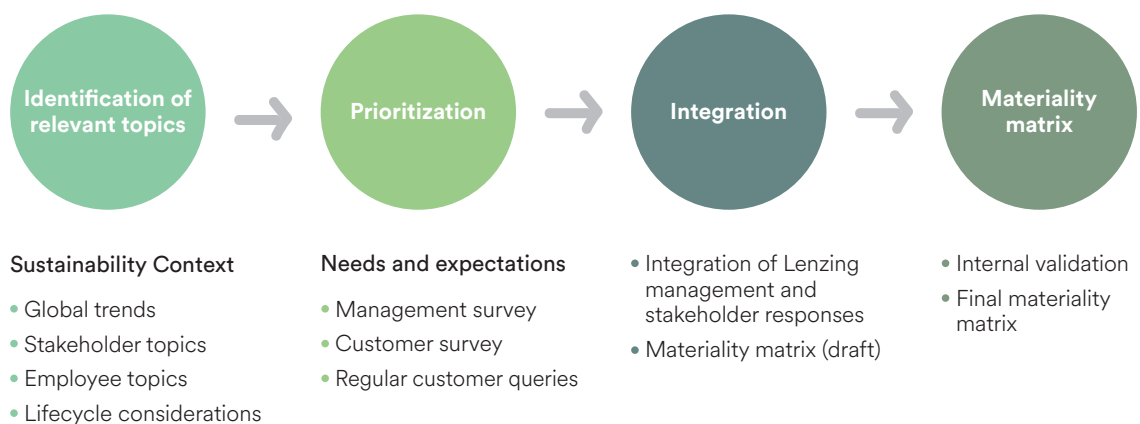 Identification of
relevant topics
Prioritization
Integration
Materiality
matrix
Sustainability Context
• Global trends
• Stakeholder topics
• Employee topics
• Lifecycle considerations
Needs and expectations
• Management survey
• Customer survey
• Regular customer queries
• Integration of Lenzing
management and
stakeholder responses
• Materiality matrix (draft)
• Internal validation
• Final materiality
matrix